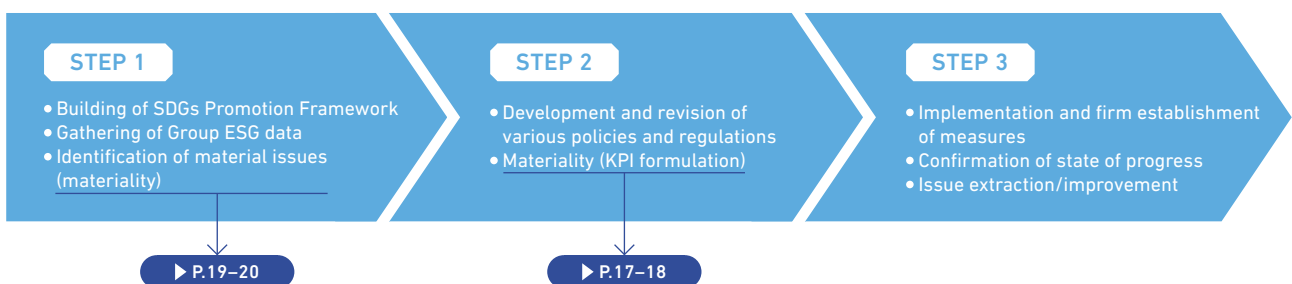 STEP 1
• Building of SDGs Promotion Framework
• Gathering of Group ESG data
• Identification of material issues
(materiality)
▶ P.19–20
STEP 2
• Development and revision of
various policies and regulations
• Materiality (KPI formulation)
▶ P.17–18
STEP 3
• Implementation and firm establishment
of measures
• Confirmation of state of progress
• Issue extraction/improvement